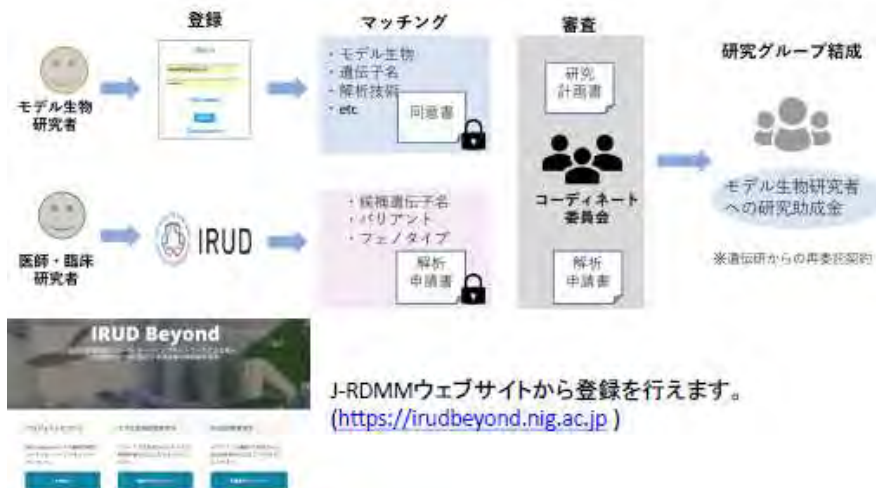 登録
マッチング
審査
研究グループ結成
モデル生物
研究者
・モデル生物
・遺伝子名
・解析技術
・etc
同意書
研究
計画書
コーディネート
委員会
モデル生物研究者
への研究助成金
※遺伝研からの再委託契約
医師・臨床
研究者
IRUD
・候補遺伝子名
・バリアント
・フェノタイプ
解析
申請書
解析
申請書
IRUD Beyond
J-RDMMウェブサイトから登録を行えます。
(https://irudbeyond.nig.ac.jp )